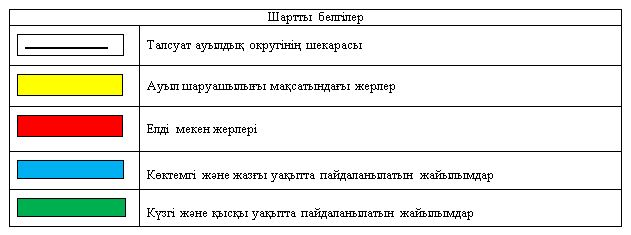 Шартты белгілер
Талсуат ауылдық округінің шекарасы
Ауыл шаруашылығы мақсатындағы жерлер
Елді мекен жерлері
Көктемгі және жазғы уақытта пайдаланылатын жайылымдар
Күзгі және қысқы уақытта пайдаланылатын жайылымдар